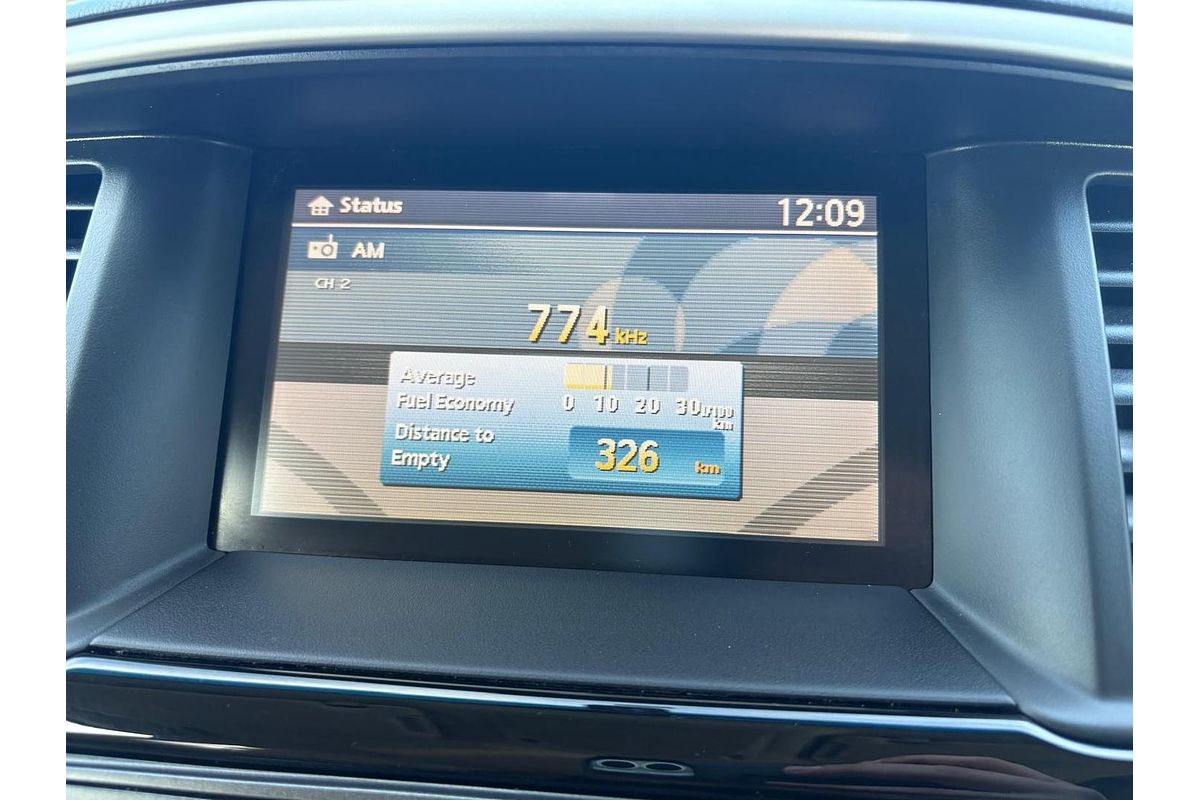 Status 12:09
AM
CH 2
774 kHz
Average
Fuel Economy 0 10 20 30 l/100 km
Distance to
Empty 326 km